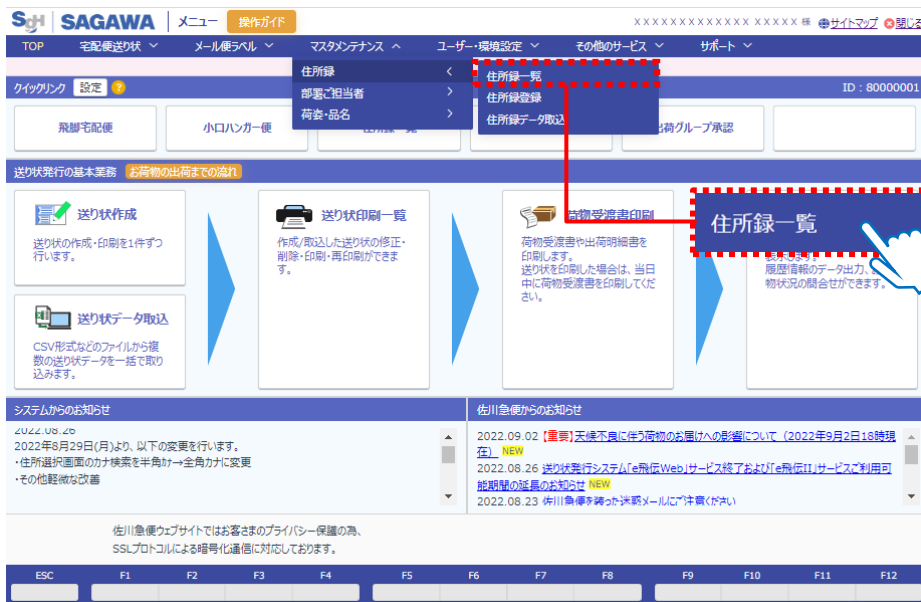 SgH SAGAWA メニュー 操作ガイド
XXXXXXXXXXXXX XXXXX 様 サイトマップ 閉じる
TOP 宅配便送り状 メール便ラベル マスタメンテナンス ユーザー・環境設定 その他のサービス サポート
住所録
部署ご担当者
荷姿・品名
住所録一覧
住所録登録
住所録データ取込
クイックリンク 設定 ?
ID : 80000001
飛脚宅配便 小口ハンガー便 出荷グループ承認
送り状発行の基本業務 お荷物の出荷までの流れ
送り状作成
送り状の作成・印刷を1件ずつ
行います。
送り状データ取込
CSV形式などのファイルから複
数の送り状データを一括で取り
込みます。
送り状印刷一覧
作成/取込した送り状の修正・
削除・印刷・再印刷ができま
す。
荷物受渡書印刷
荷物受渡書や出荷明細書を
印刷します。
送り状を印刷した場合は、当日
中に荷物受渡書を印刷してくだ
さい。
住所録一覧
表示します。
履歴情報のデータ出力、
物状況の問合せができます。
システムからのお知らせ
2022.08.26
2022年8月29日(月)より、以下の変更を行います。
・住所選択画面のカナ検索を半角ｶﾅ→全角カナに変更
・その他軽微な改善
佐川急便からのお知らせ
2022.09.02 【重要】天候不良に伴う荷物のお届けへの影響について（2022年9月2日18時現
在） NEW
2022.08.26 送り状発行システム「e飛伝Web」サービス終了および「e飛伝II」サービスご利用可
能期間の延長のお知らせ NEW
2022.08.23 佐川急便を装った迷惑メールにご注意ください
佐川急便ウェブサイトではお客さまのプライバシー保護の為、
SSLプロトコルによる暗号化通信に対応しております。
ESC F1 F2 F3 F4 F5 F6 F7 F8 F9 F10 F11 F12